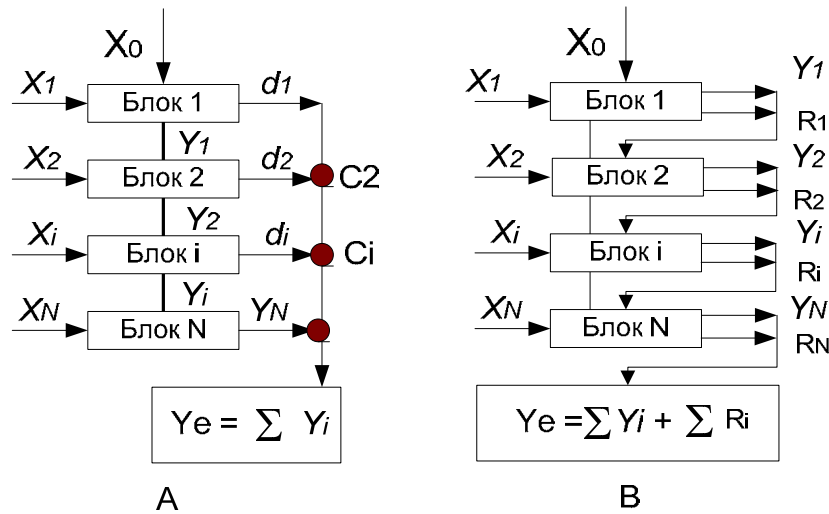 X0
X1
Блок 1
d1
Y1
X2
Блок 2
d2
C2
Y2
Xi
Блок i
di
Ci
Yi
XN
Блок N
YN
Ye = ∑ Yi
A
X0
X1
Блок 1
Y1
R1
X2
Блок 2
Y2
R2
Xi
Блок i
Yi
Ri
XN
Блок N
YN
RN
Ye =∑Yi + ∑ Ri
B